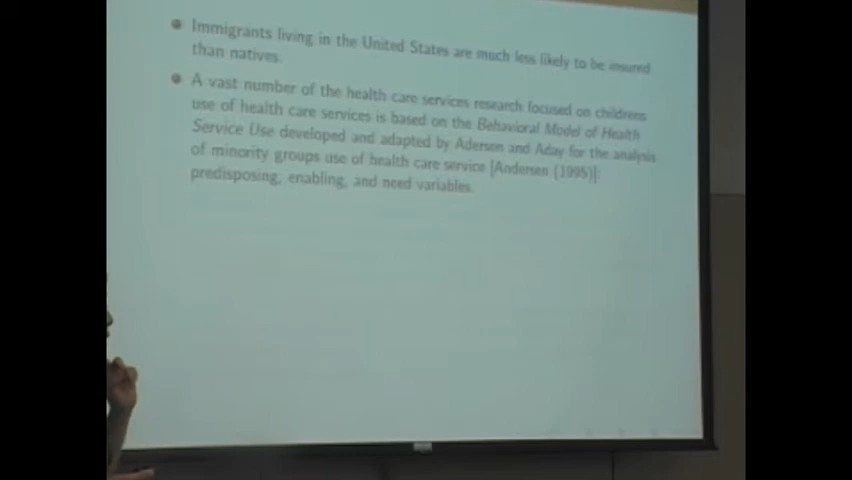 Immigrants living in the United States are much less likely to be insured
than natives.
A vast number of the health care services research focused on childrens
use of health care services is based on the Behavioral Model of Health
Service Use developed and adapted by Adersen and Aday for the analysis
of minority groups use of health care service [Andersen (1995)]:
predisposing, enabling, and need variables.